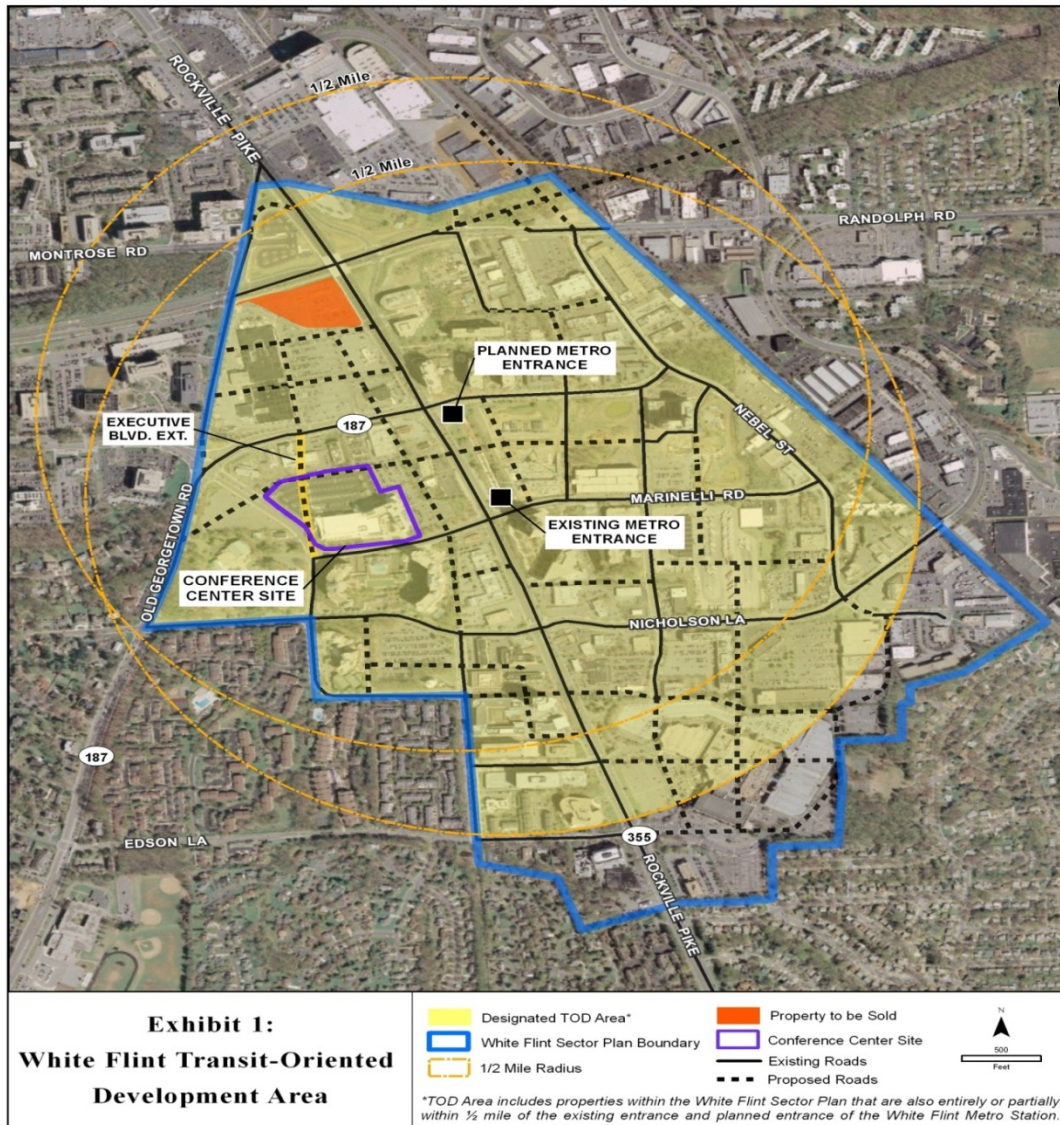 ROCKVILLE PIKE
1/2 Mile
1/2 Mile
RANDOLPH RD
MONTROSE RD
PLANNED METRO
ENTRANCE
EXECUTIVE
BLVD. EXT.
187
NEBEL ST
MARINELLI RD
EXISTING METRO
ENTRANCE
OLD GEORGETOWN RD
CONFERENCE
CENTER SITE
NICHOLSON LA
187
EDSON LA
355
ROCKVILLE PIKE
Exhibit 1:
White Flint Transit-Oriented
Development Area
Designated TOD Area*
White Flint Sector Plan Boundary
1/2 Mile Radius
Property to be Sold
Conference Center Site
Existing Roads
Proposed Roads
N
500
Feet
*TOD Area includes properties within the White Flint Sector Plan that are also entirely or partially
within ½ mile of the existing entrance and planned entrance of the White Flint Metro Station.